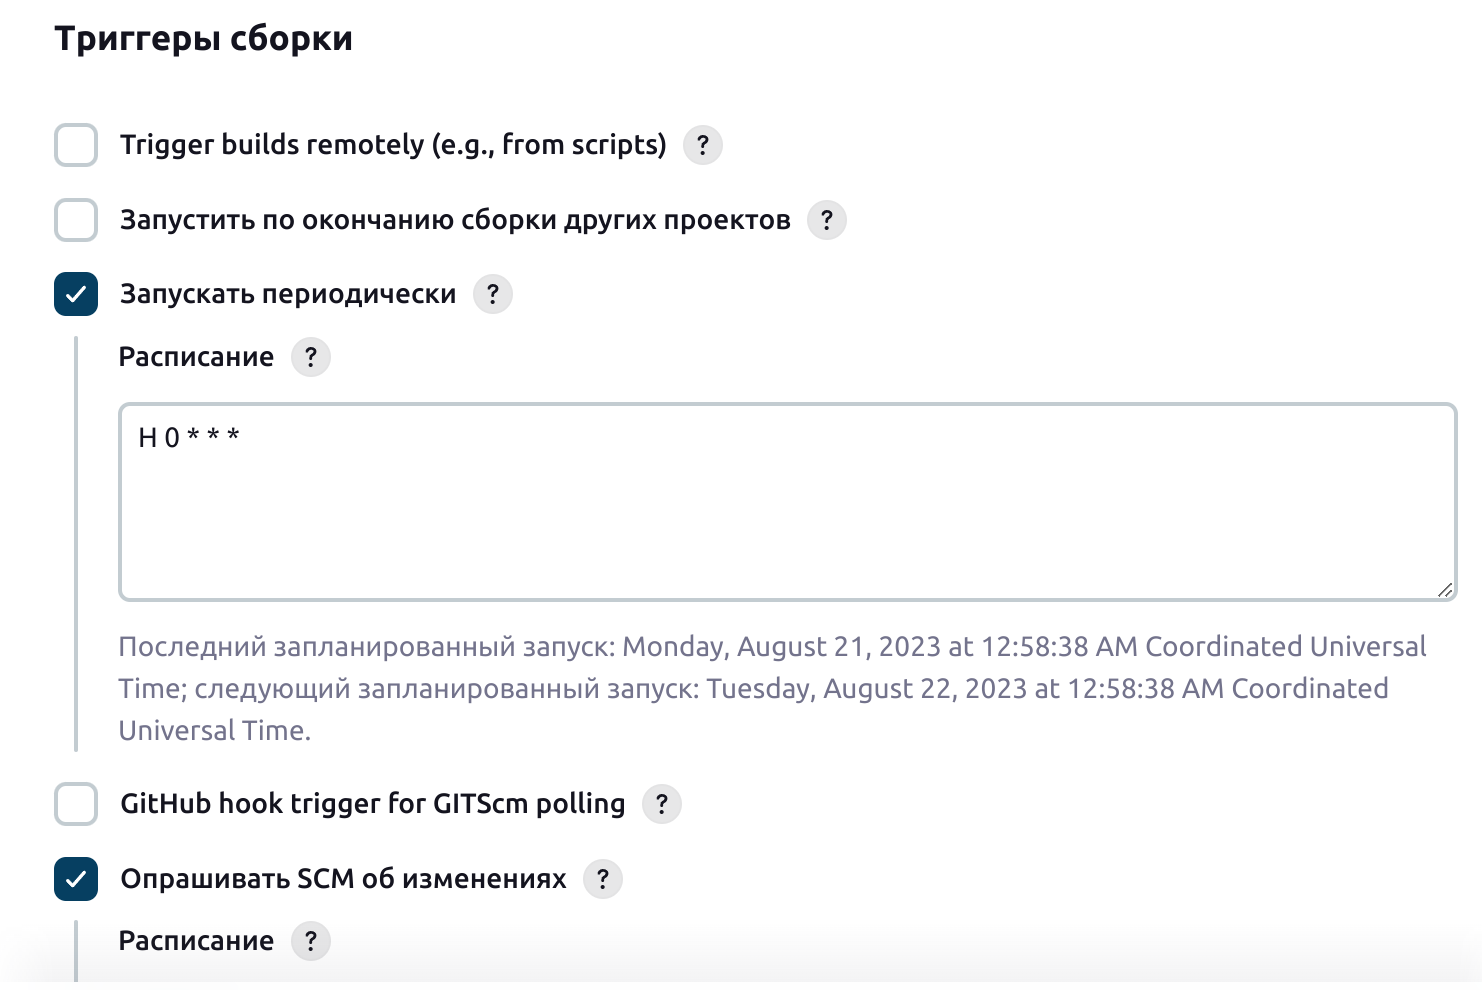 Триггеры сборки
Trigger builds remotely (e.g., from scripts) ?
Запустить по окончанию сборки других проектов ?
Запускать периодически ?
Расписание ?
H 0 * * *
Последний запланированный запуск: Monday, August 21, 2023 at 12:58:38 AM Coordinated Universal
Time; следующий запланированный запуск: Tuesday, August 22, 2023 at 12:58:38 AM Coordinated
Universal Time.
GitHub hook trigger for GITScm polling ?
Опрашивать SCM об изменениях ?
Расписание ?